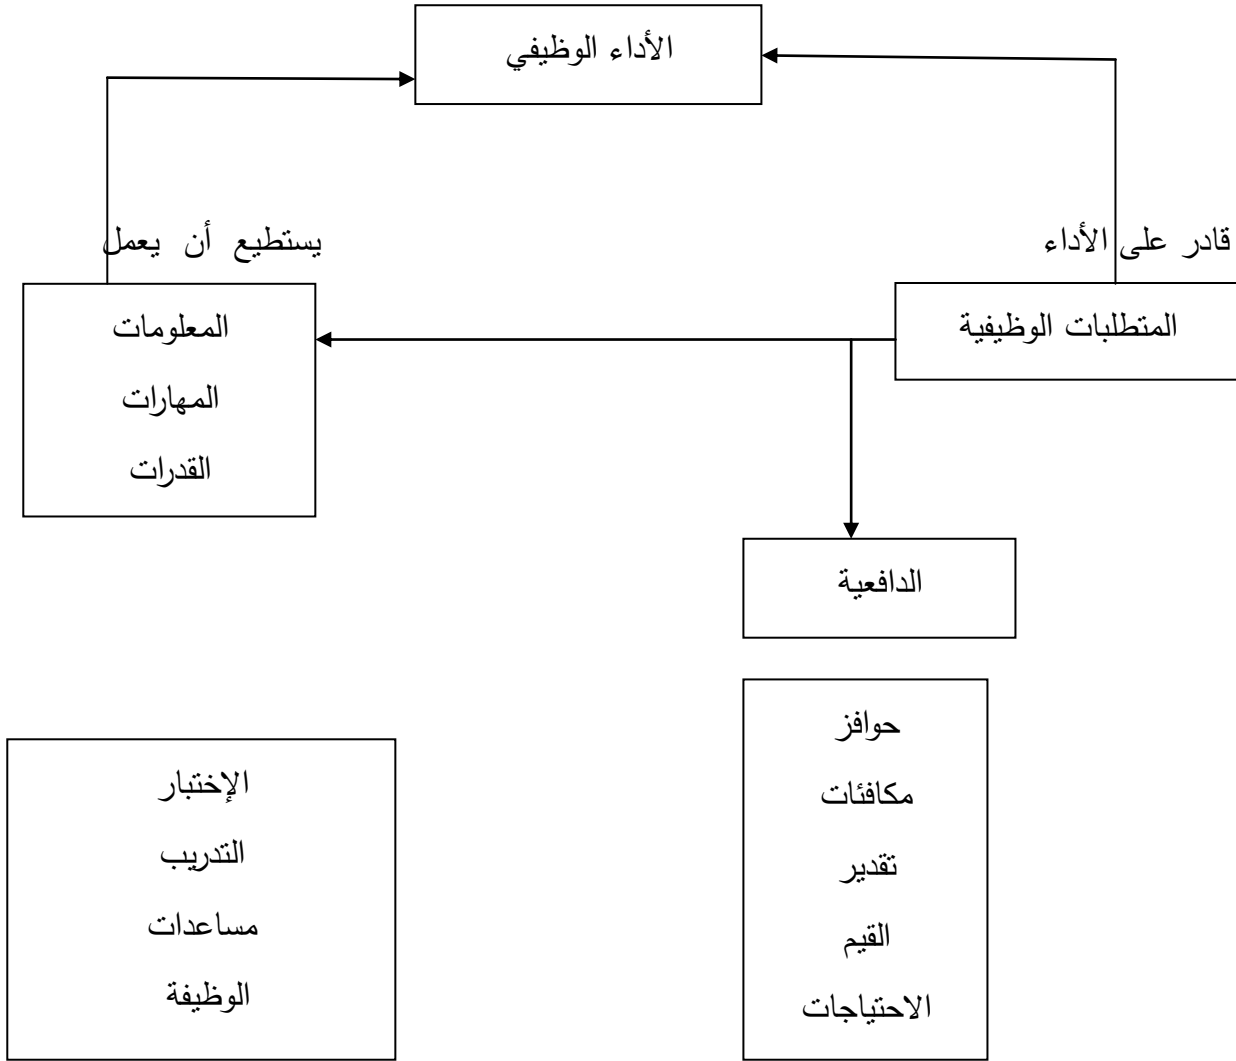 الأداء الوظيفي
قادر على الأداء
يستطيع أن يعمل
المتطلبات الوظيفية
المعلومات
المهارات
القدرات
الدافعية
حوافز
مكافئات
تقدير
القيم
الاحتياجات
الإختبار
التدريب
مساعدات
الوظيفة